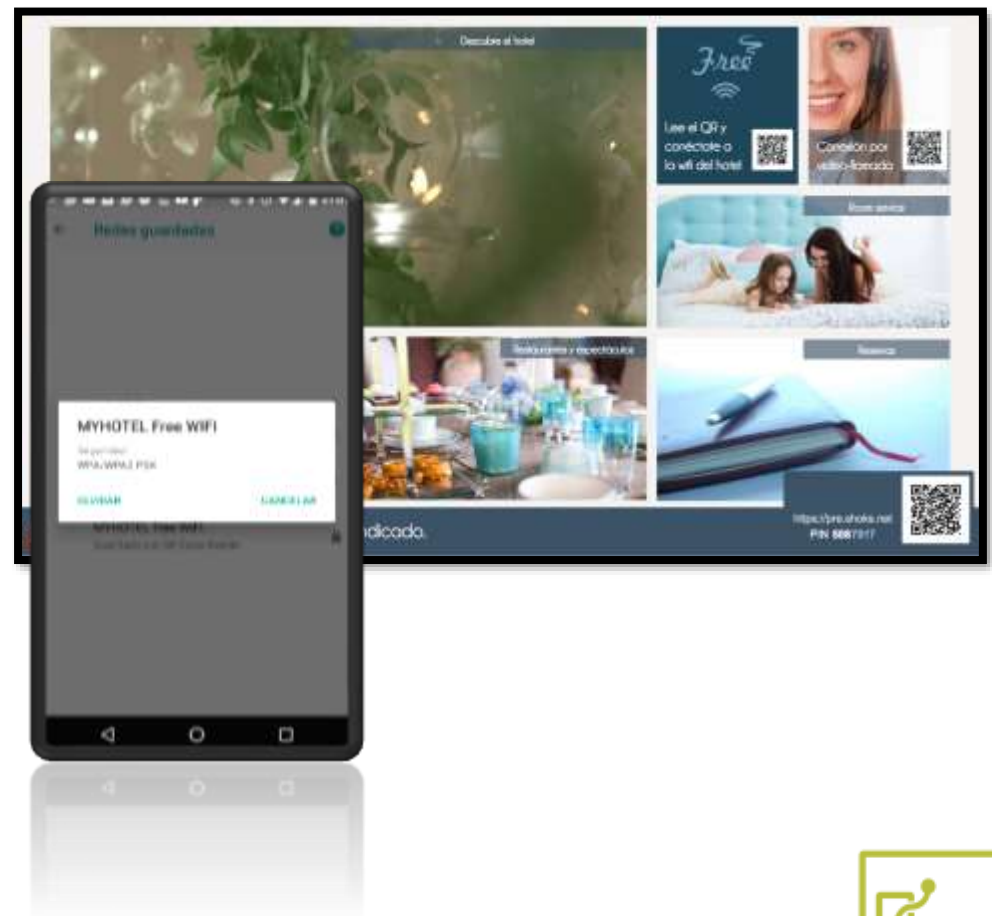 Descubre el hotel
Free
Lee el QR y
conéctate a
la wifi del hotel
Conexión por
video-llamada
Room service
Restaurantes y espectáculos
Reservas
dicado.
https://pre.ahoka.net
PIN 5887017
Redes guardadas
MYHOTEL Free WIFI
Seguridad
WPA/WPA2 PSK
OLVIDAR
CANCELAR
MYHOTEL Free WIFI